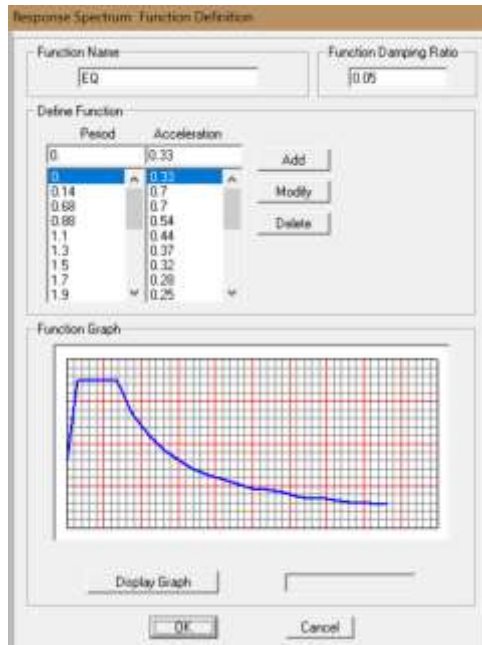 Response Spectrum Function Definition
Function Name
Function Damping Ratio
EQ
0.05
Define Function
Period Acceleration
0. 0.33
Add
0. 0.33
0.14 0.7
Modify
0.68 0.7
0.88 0.54
Delete
1.1 0.44
1.3 0.37
1.5 0.32
1.7 0.28
1.9 0.25
Function Graph
Display Graph
OK Cancel